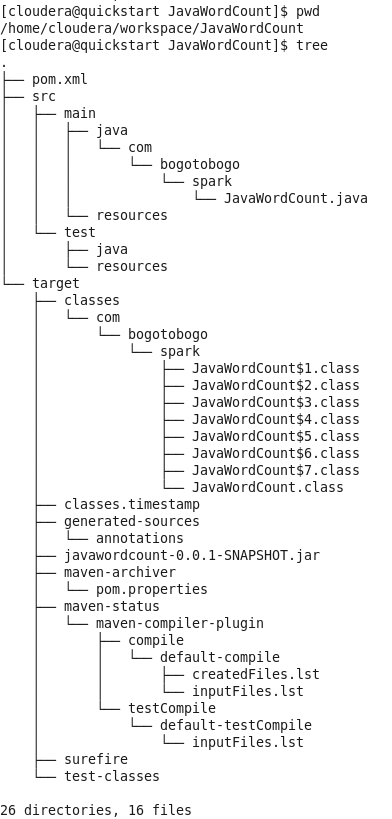 [cloudera@quickstart JavaWordCount]$ pwd
/home/cloudera/workspace/JavaWordCount
[cloudera@quickstart JavaWordCount]$ tree
.
├── pom.xml
├── src
│   ├── main
│   │   ├── java
│   │   │   └── com
│   │   │       └── bogotobogo
│   │   │           └── spark
│   │   │               └── JavaWordCount.java
│   │   └── resources
│   └── test
│       ├── java
│       └── resources
└── target
    ├── classes
    │   └── com
    │       └── bogotobogo
    │           └── spark
    │               ├── JavaWordCount$1.class
    │               ├── JavaWordCount$2.class
    │               ├── JavaWordCount$3.class
    │               ├── JavaWordCount$4.class
    │               ├── JavaWordCount$5.class
    │               ├── JavaWordCount$6.class
    │               ├── JavaWordCount$7.class
    │               └── JavaWordCount.class
    ├── classes.timestamp
    ├── generated-sources
    │   └── annotations
    ├── javawordcount-0.0.1-SNAPSHOT.jar
    ├── maven-archiver
    │   └── pom.properties
    ├── maven-status
    │   └── maven-compiler-plugin
    │       ├── compile
    │       │   └── default-compile
    │       │       ├── createdFiles.lst
    │       │       └── inputFiles.lst
    │       └── testCompile
    │           └── default-testCompile
    │               └── inputFiles.lst
    ├── surefire
    └── test-classes

26 directories, 16 files